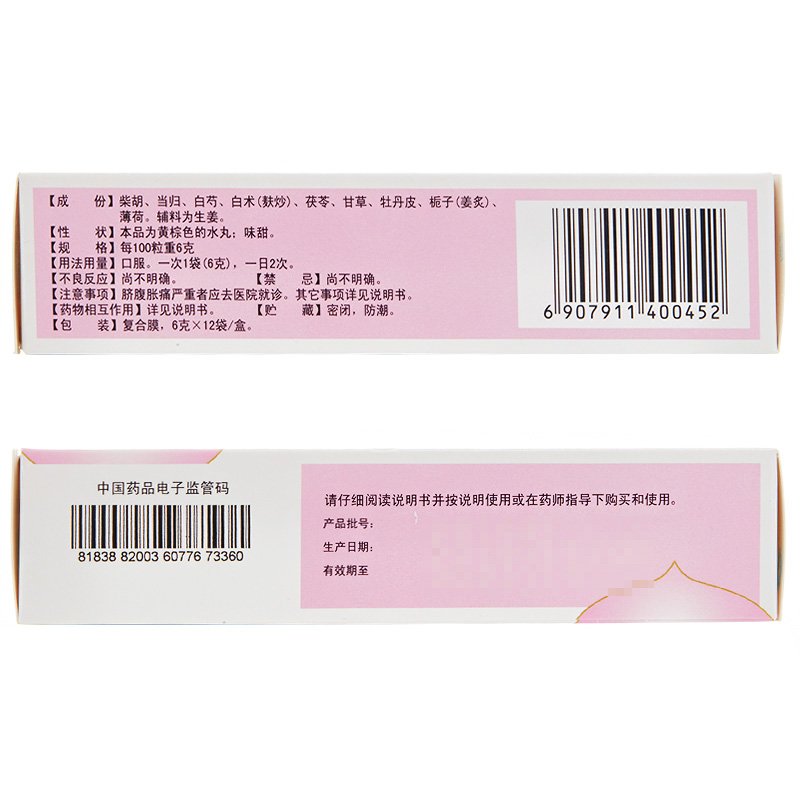 【成　份】柴胡、当归、白芍、白术(麸炒)、茯苓、甘草、牡丹皮、栀子(姜炙)、
薄荷。辅料为生姜。
【性　状】本品为黄棕色的水丸；味甜。
【规　格】每100粒重6克
【用法用量】口服。一次1袋(6克)，一日2次。
【不良反应】尚不明确。　【禁　忌】尚不明确。
【注意事项】脐腹胀痛严重者应去医院就诊。其它事项详见说明书。
【药物相互作用】详见说明书。　【贮　藏】密闭，防潮。
【包　装】复合膜，6克×12袋/盒。
6 907911 400452
中国药品电子监管码
81838 82003 60776 73360
请仔细阅读说明书并按说明使用或在药师指导下购买和使用。
产品批号：
生产日期：
有效期至